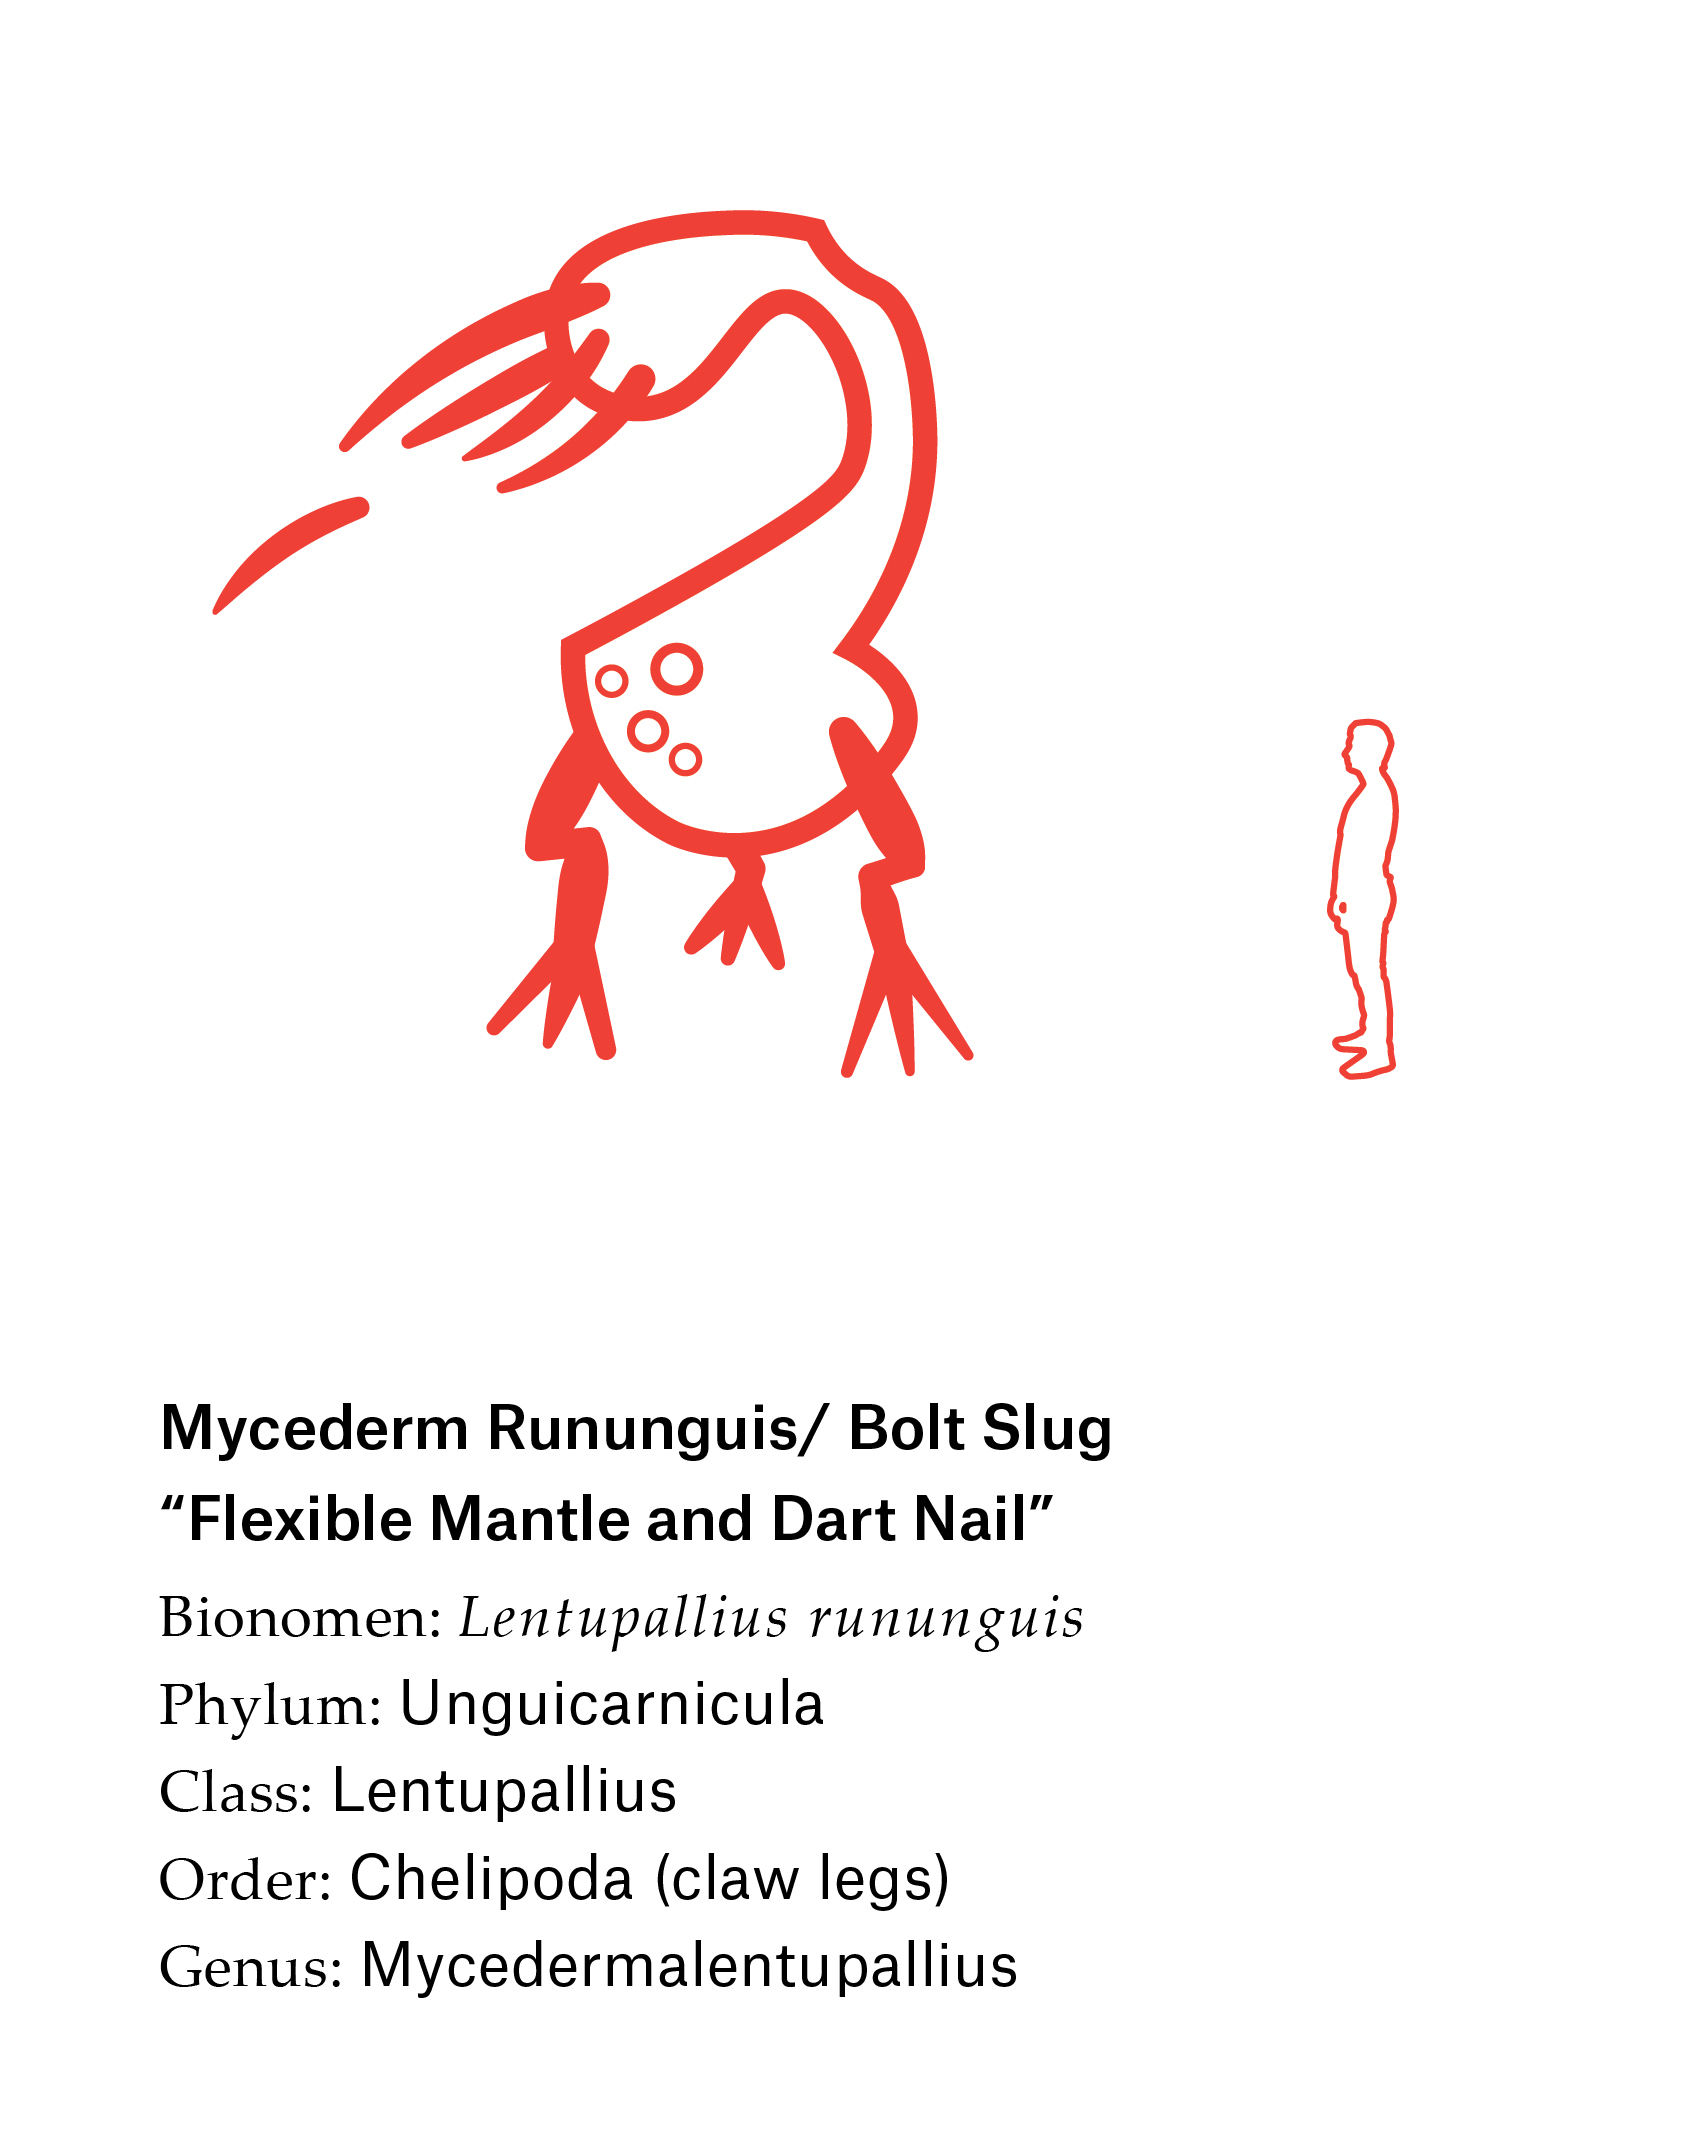 Mycederm Rununguis/ Bolt Slug
“Flexible Mantle and Dart Nail”
Bionomen: Lentupallius rununguis
Phylum: Unguicarnicula
Class: Lentupallius
Order: Chelipoda (claw legs)
Genus: Mycedermalentupallius